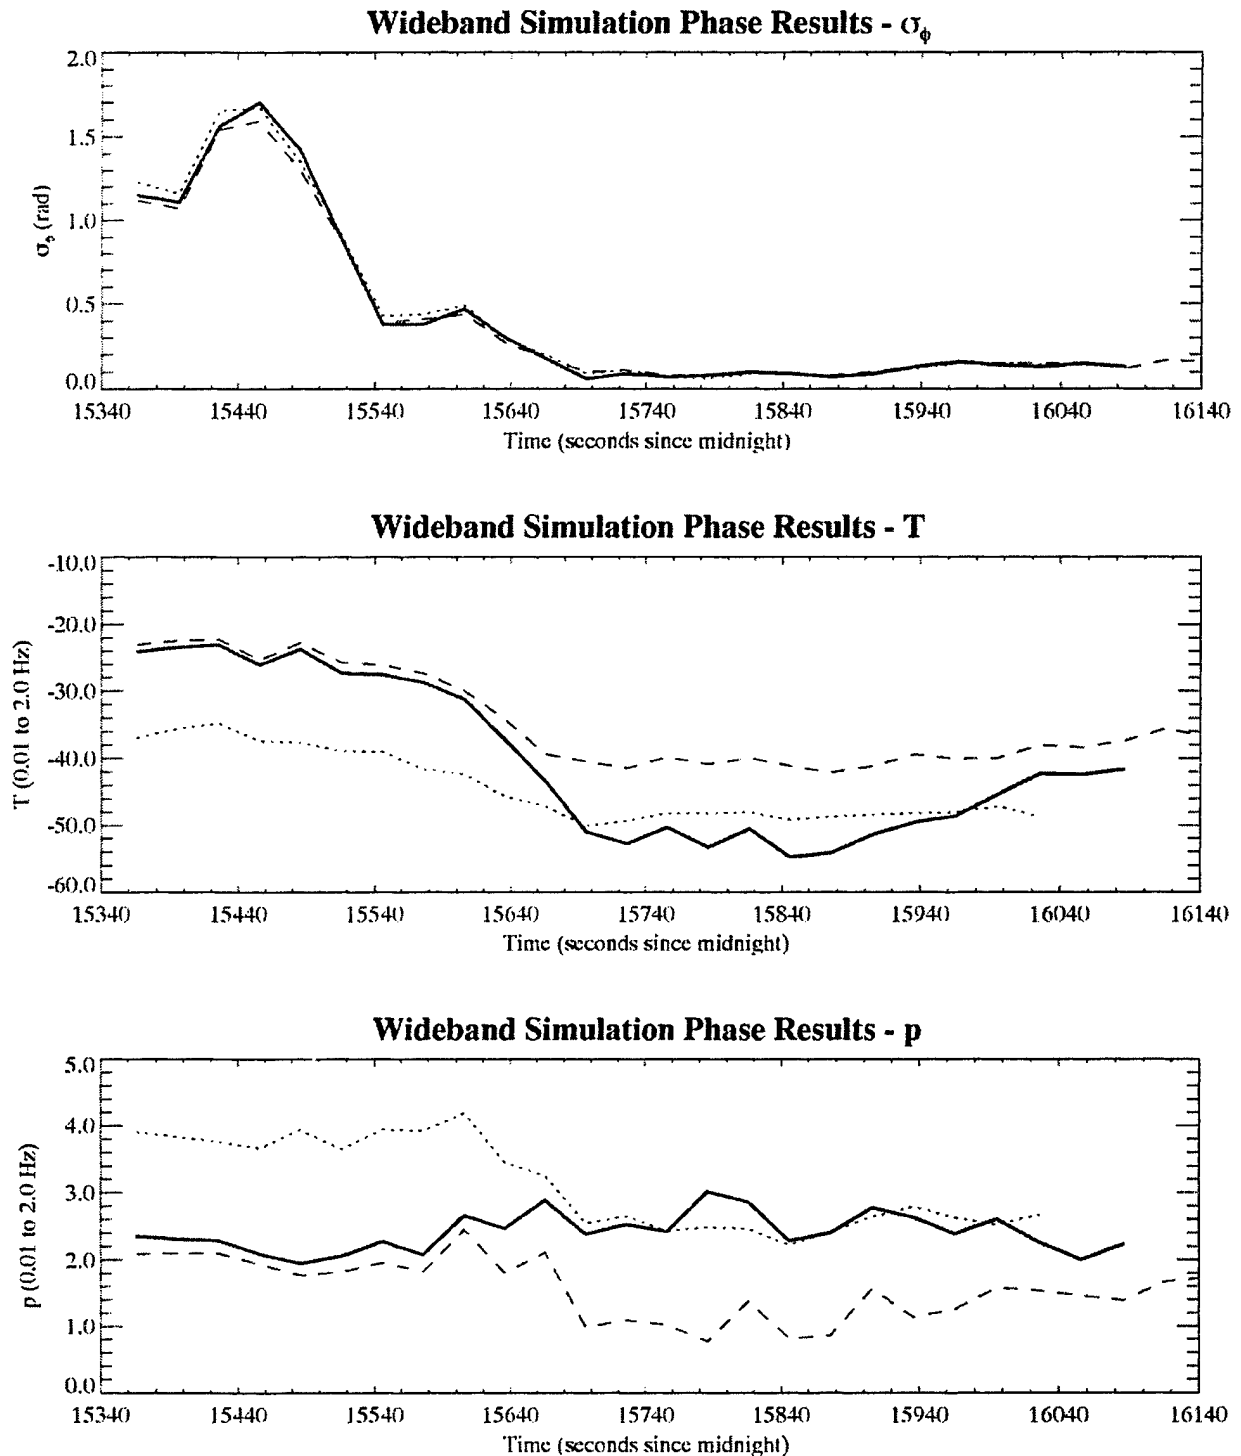 Wideband Simulation Phase Results - σφ
2.0
1.5
1.0
0.5
0.0
σφ (rad)
15340 15440 15540 15640 15740 15840 15940 16040 16140
Time (seconds since midnight)
Wideband Simulation Phase Results - T
-10.0
-20.0
-30.0
-40.0
-50.0
-60.0
T (0.01 to 2.0 Hz)
15340 15440 15540 15640 15740 15840 15940 16040 16140
Time (seconds since midnight)
Wideband Simulation Phase Results - p
5.0
4.0
3.0
2.0
1.0
0.0
p (0.01 to 2.0 Hz)
15340 15440 15540 15640 15740 15840 15940 16040 16140
Time (seconds since midnight)